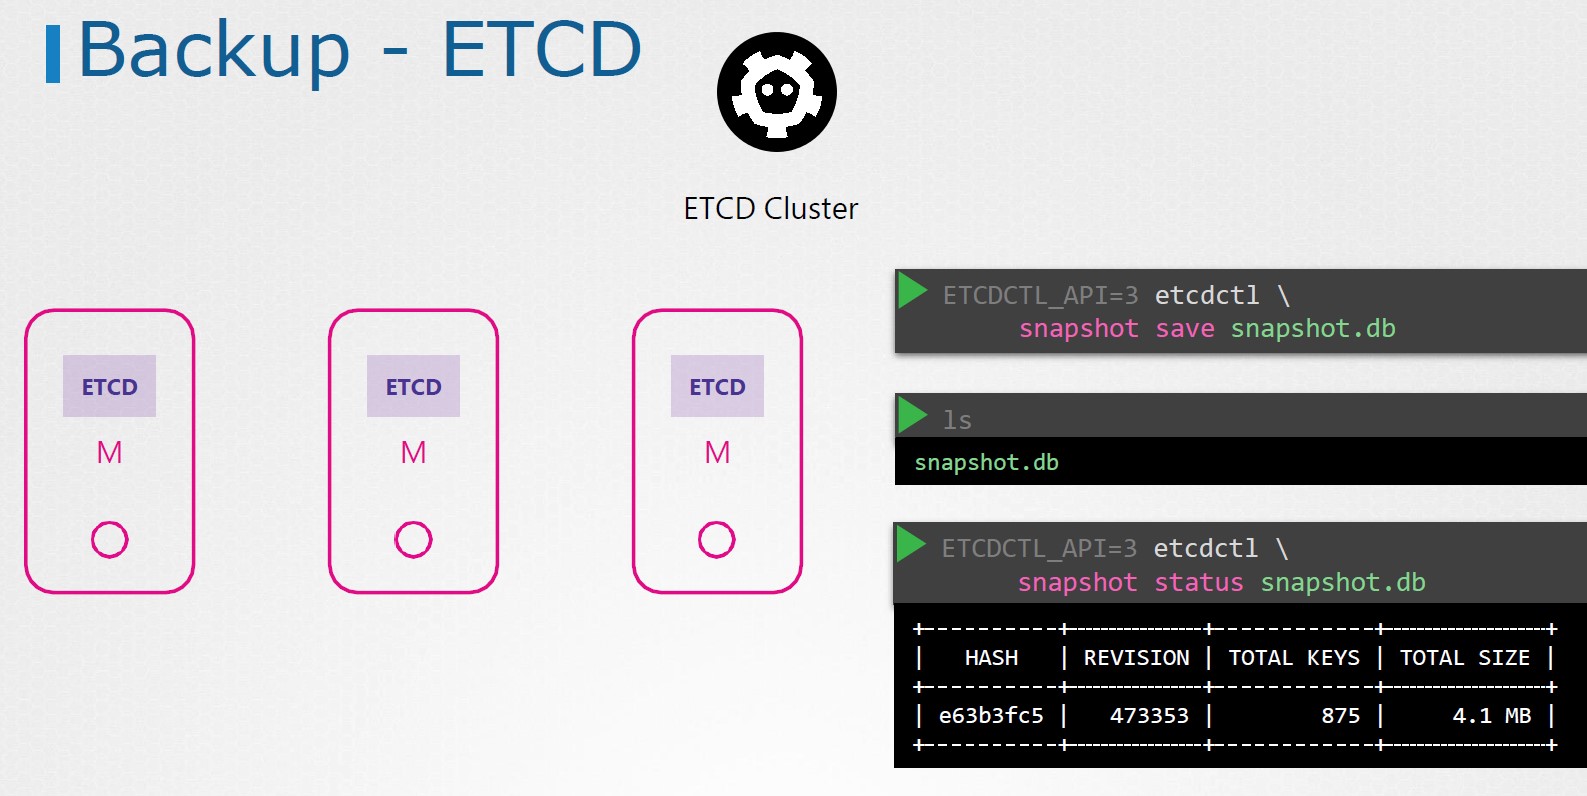 Backup - ETCD
ETCD Cluster
ETCD
M
ETCD
M
ETCD
M
ETCDCTL_API=3 etcdctl \
snapshot save snapshot.db
ls
snapshot.db
ETCDCTL_API=3 etcdctl \
snapshot status snapshot.db
+----------+----------+------------+------------+
| HASH | REVISION | TOTAL KEYS | TOTAL SIZE |
+----------+----------+------------+------------+
| e63b3fc5 | 473353 | 875 | 4.1 MB |
+----------+----------+------------+------------+